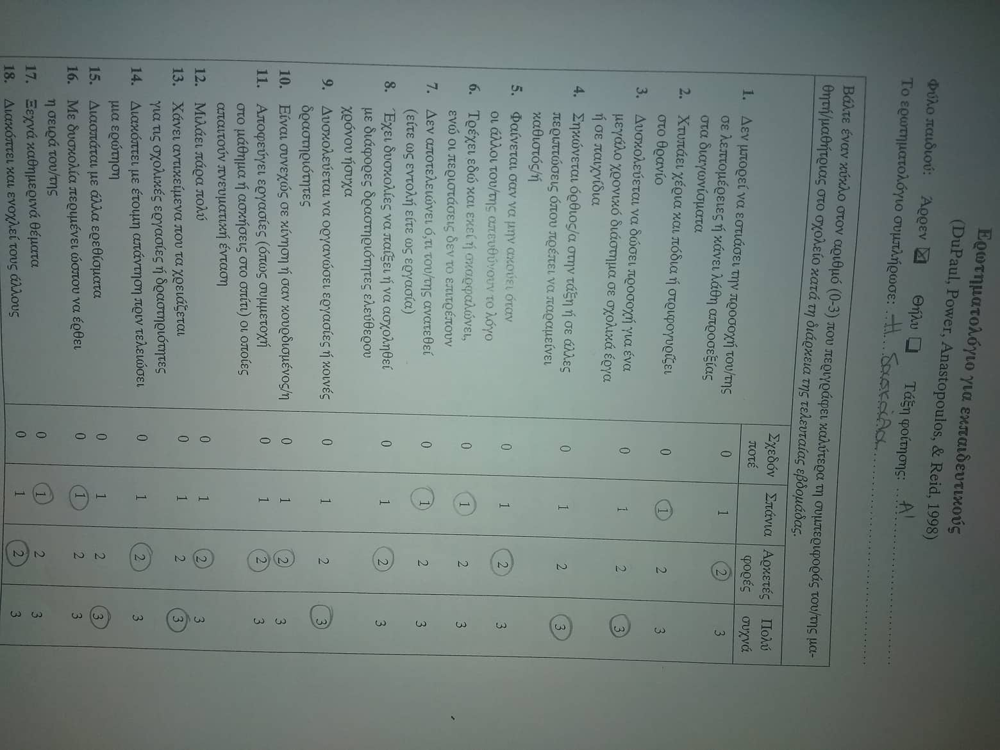 Ερωτηματολόγιο για εκπαιδευτικούς
(DuPaul, Power, Anastopoulos, & Reid, 1998)
Φύλο παιδιού: Άρρεν ☒ Θήλυ ☐ Τάξη φοίτησης: ....Α'....................
Το ερωτηματολόγιο συμπλήρωσε: ..Η...δασκάλα........................................
Βάλτε έναν κύκλο στον αριθμό (0-3) που περιγράφει καλύτερα τη συμπεριφορά του/της μα-
θητή/μαθήτριας στο σχολείο κατά τη διάρκεια της τελευταίας εβδομάδας.
Σχεδόν Σπάνια Αρκετές Πολύ
ποτέ φορές συχνά
1. Δεν μπορεί να εστιάσει την προσοχή του/της
σε λεπτομέρειες ή κάνει λάθη απροσεξίας 0 1 2 3
στα διαγωνίσματα
2. Χτυπάει χέρια και πόδια ή στριφογυρίζει
στο θρανίο 0 1 2 3
3. Δυσκολεύεται να δώσει προσοχή για ένα
μεγάλο χρονικό διάστημα σε σχολικά έργα 0 1 2 3
ή σε παιχνίδια
4. Σηκώνεται όρθιος/α στην τάξη ή σε άλλες
περιπτώσεις όπου πρέπει να παραμείνει 0 1 2 3
καθιστός/ή
5. Φαίνεται σαν να μην ακούει όταν
οι άλλοι του/της απευθύνουν το λόγο 0 1 2 3
6. Τρέχει εδώ και εκεί ή σκαρφαλώνει,
ενώ οι περιστάσεις δεν το επιτρέπουν 0 1 2 3
7. Δεν αποτελειώνει ό,τι του/της ανατεθεί
(είτε ως εντολή είτε ως εργασία) 0 1 2 3
8. Έχει δυσκολίες να παίξει ή να ασχοληθεί
με διάφορες δραστηριότητες ελεύθερου 0 1 2 3
χρόνου ήσυχα
9. Δυσκολεύεται να οργανώσει εργασίες ή κοινές 0 1 2 3
δραστηριότητες
10. Είναι συνεχώς σε κίνηση ή σαν κουρδισμένος/η 0 1 2 3
11. Αποφεύγει εργασίες (όπως συμμετοχή 0 1 2 3
στο μάθημα ή ασκήσεις στο σπίτι) οι οποίες
απαιτούν πνευματική ένταση
12. Μιλάει πάρα πολύ 0 1 2 3
13. Χάνει αντικείμενα που τα χρειάζεται 0 1 2 3
για τις σχολικές εργασίες ή δραστηριότητες
14. Διακόπτει με έτοιμη απάντηση πριν τελειώσει 0 1 2 3
μια ερώτηση
15. Διασπάται με άλλα ερεθίσματα 0 1 2 3
16. Με δυσκολία περιμένει ώσπου να έρθει 0 1 2 3
η σειρά του/της
17. Ξεχνά καθημερινά θέματα 0 1 2 3
18. Διακόπτει και ενοχλεί τους άλλους 0 1 2 3